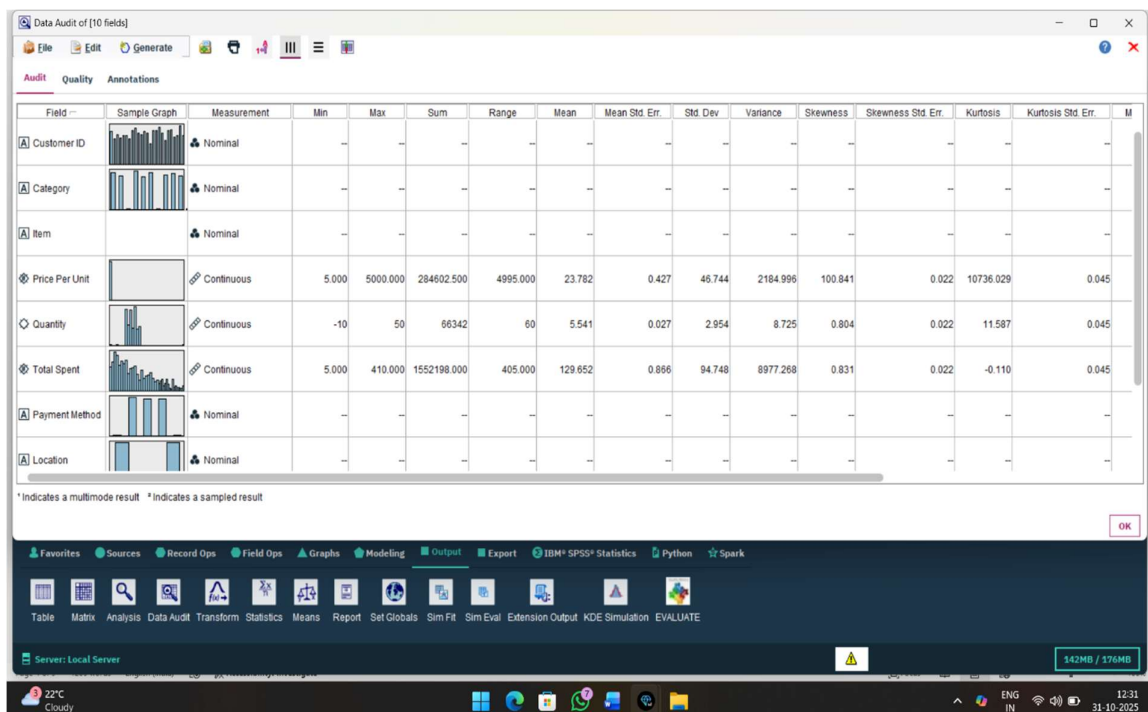 Data Audit of [10 fields]
File Edit Generate
Audit Quality Annotations
Field Sample Graph Measurement Min Max Sum Range Mean Mean Std. Err. Std. Dev Variance Skewness Skewness Std. Err. Kurtosis Kurtosis Std. Err. M
A Customer ID Nominal -- -- -- -- -- -- -- -- -- -- -- --
A Category Nominal -- -- -- -- -- -- -- -- -- -- -- --
A Item Nominal -- -- -- -- -- -- -- -- -- -- -- --
Price Per Unit Continuous 5.000 5000.000 284602.500 4995.000 23.782 0.427 46.744 2184.996 100.841 0.022 10736.029 0.045
Quantity Continuous -10 50 66342 60 5.541 0.027 2.954 8.725 0.804 0.022 11.587 0.045
Total Spent Continuous 5.000 410.000 1552198.000 405.000 129.652 0.866 94.748 8977.268 0.831 0.022 -0.110 0.045
A Payment Method Nominal -- -- -- -- -- -- -- -- -- -- -- --
A Location Nominal -- -- -- -- -- -- -- -- -- -- -- --
¹ Indicates a multimode result ² Indicates a sampled result
OK
Favorites Sources Record Ops Field Ops Graphs Modeling Output Export IBM® SPSS® Statistics Python Spark
Table Matrix Analysis Data Audit Transform Statistics Means Report Set Globals Sim Fit Sim Eval Extension Output KDE Simulation EVALUATE
Server: Local Server 142MB / 176MB
3 22°C ENG 12:31
Cloudy IN 31-10-2025